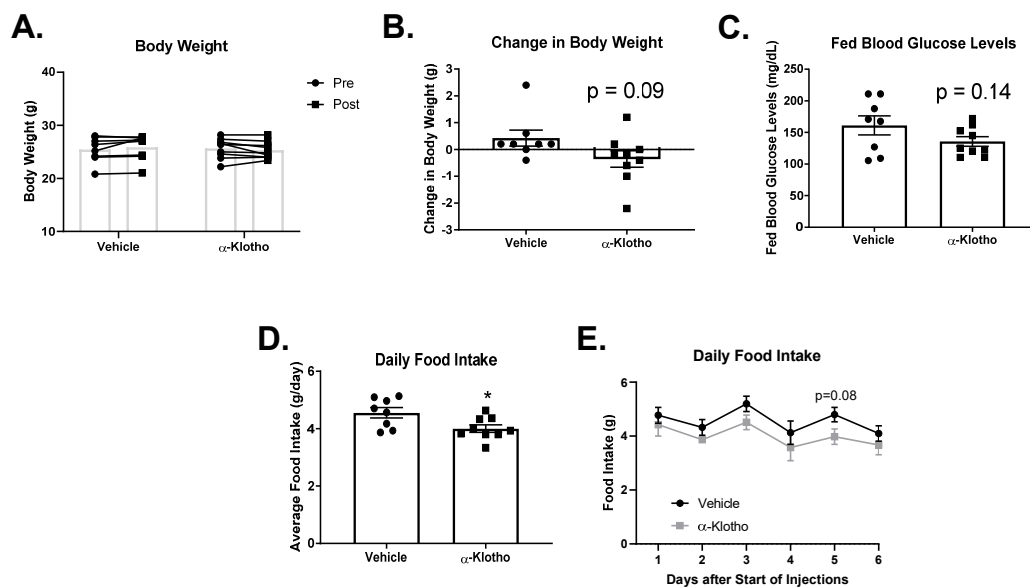 A.
Body Weight
Body Weight (g)
40
30
20
10
Vehicle
α-Klotho
Pre
Post
B.
Change in Body Weight
Change in Body Weight (g)
3
2
1
0
-1
-2
-3
p = 0.09
Vehicle
α-Klotho
C.
Fed Blood Glucose Levels
Fed Blood Glucose Levels (mg/dL)
250
200
150
100
50
0
p = 0.14
Vehicle
α-Klotho
D.
Daily Food Intake
Average Food Intake (g/day)
6
4
2
0
*
Vehicle
α-Klotho
E.
Daily Food Intake
Food Intake (g)
6
4
2
0
p=0.08
Vehicle
α-Klotho
1 2 3 4 5 6
Days after Start of Injections